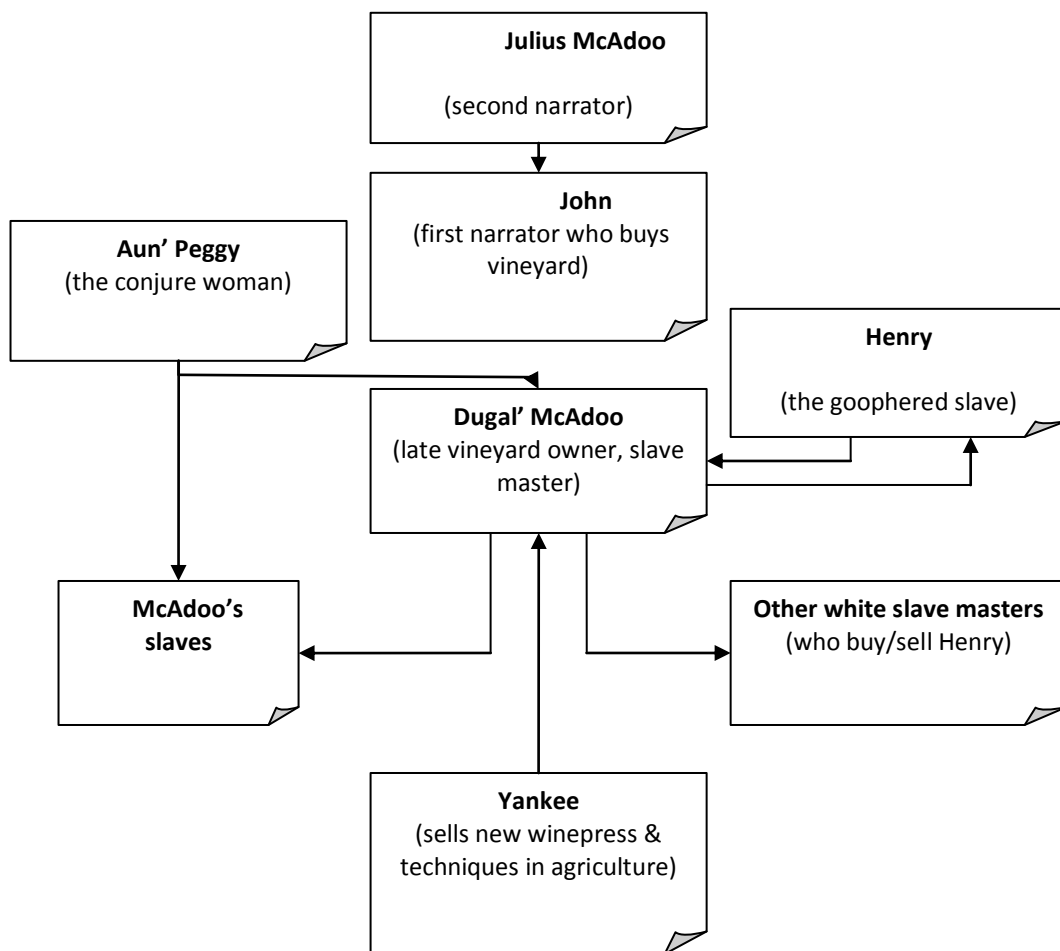 Julius McAdoo
(second narrator)
John
(first narrator who buys
vineyard)
Aun’ Peggy
(the conjure woman)
Henry
(the goophered slave)
Dugal’ McAdoo
(late vineyard owner, slave
master)
McAdoo’s
slaves
Other white slave masters
(who buy/sell Henry)
Yankee
(sells new winepress &
techniques in agriculture)